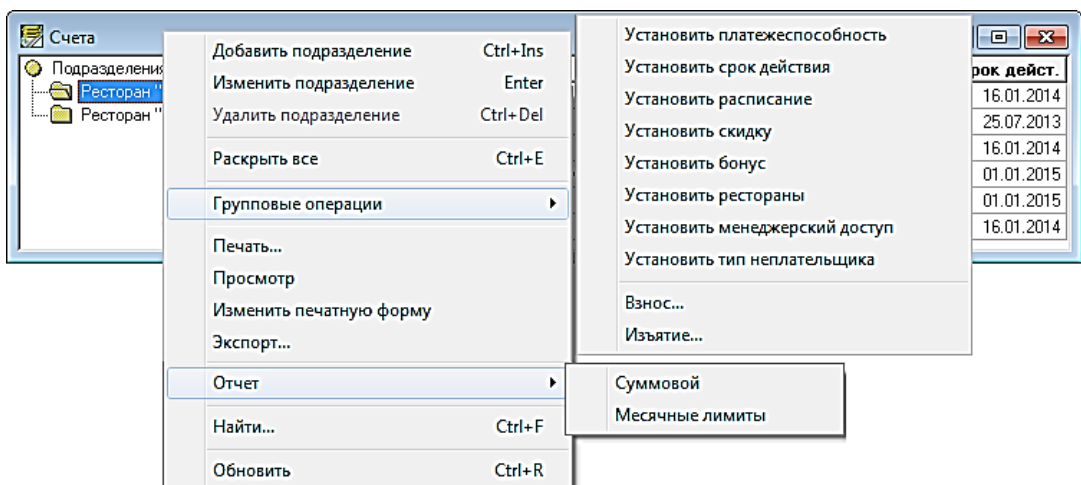 Счета
Подразделения
Ресторан "
Ресторан "
Добавить подразделение Ctrl+Ins
Изменить подразделение Enter
Удалить подразделение Ctrl+Del
Раскрыть все Ctrl+E
Групповые операции
Печать...
Просмотр
Изменить печатную форму
Экспорт...
Отчет
Найти... Ctrl+F
Обновить Ctrl+R
Установить платежеспособность
Установить срок действия
Установить расписание
Установить скидку
Установить бонус
Установить рестораны
Установить менеджерский доступ
Установить тип неплательщика
Взнос...
Изъятие...
Суммовой
Месячные лимиты
рок дейст.
16.01.2014
25.07.2013
16.01.2014
01.01.2015
01.01.2015
16.01.2014